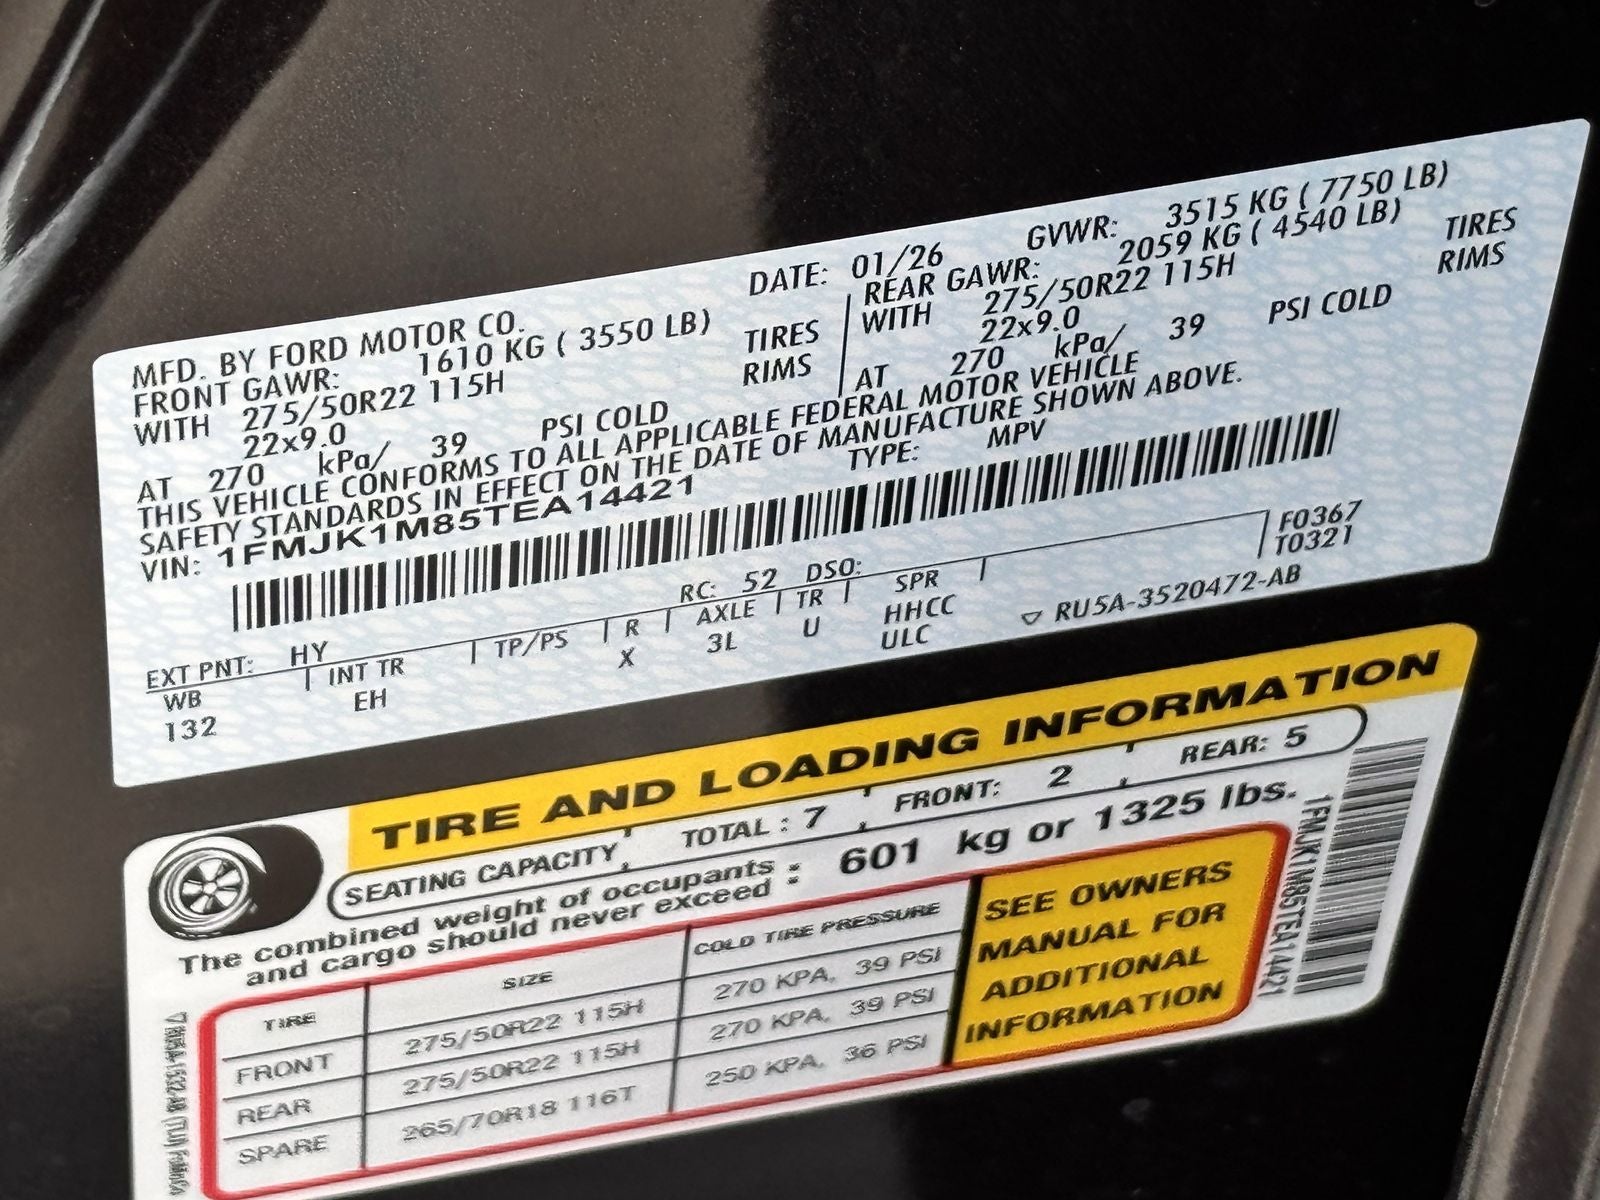 MFD. BY FORD MOTOR CO.
DATE: 01/26 GVWR: 3515 KG ( 7750 LB)
FRONT GAWR: 1610 KG ( 3550 LB)
WITH 275/50R22 115H TIRES
22x9.0 RIMS
AT 270 kPa/ 39 PSI COLD
REAR GAWR: 2059 KG ( 4540 LB)
WITH 275/50R22 115H TIRES
22x9.0 RIMS
AT 270 kPa/ 39 PSI COLD
THIS VEHICLE CONFORMS TO ALL APPLICABLE FEDERAL MOTOR VEHICLE
SAFETY STANDARDS IN EFFECT ON THE DATE OF MANUFACTURE SHOWN ABOVE.
VIN: 1FMJK1M85TEA14421 TYPE: MPV
F0367
T0321
EXT PNT: HY RC: 52 DSO:
WB INT TR TP/PS R AXLE TR SPR
132 EH X 3L U HHCC
ULC
▽ RU5A-3520472-AB
TIRE AND LOADING INFORMATION
SEATING CAPACITY TOTAL : 7 FRONT: 2 REAR: 5
The combined weight of occupants
and cargo should never exceed : 601 kg or 1325 lbs.
TIRE SIZE COLD TIRE PRESSURE
FRONT 275/50R22 115H 270 KPA, 39 PSI
REAR 275/50R22 115H 270 KPA, 39 PSI
SPARE 265/70R18 116T 250 KPA, 36 PSI
SEE OWNERS
MANUAL FOR
ADDITIONAL
INFORMATION
1FMJK1M85TEA14421